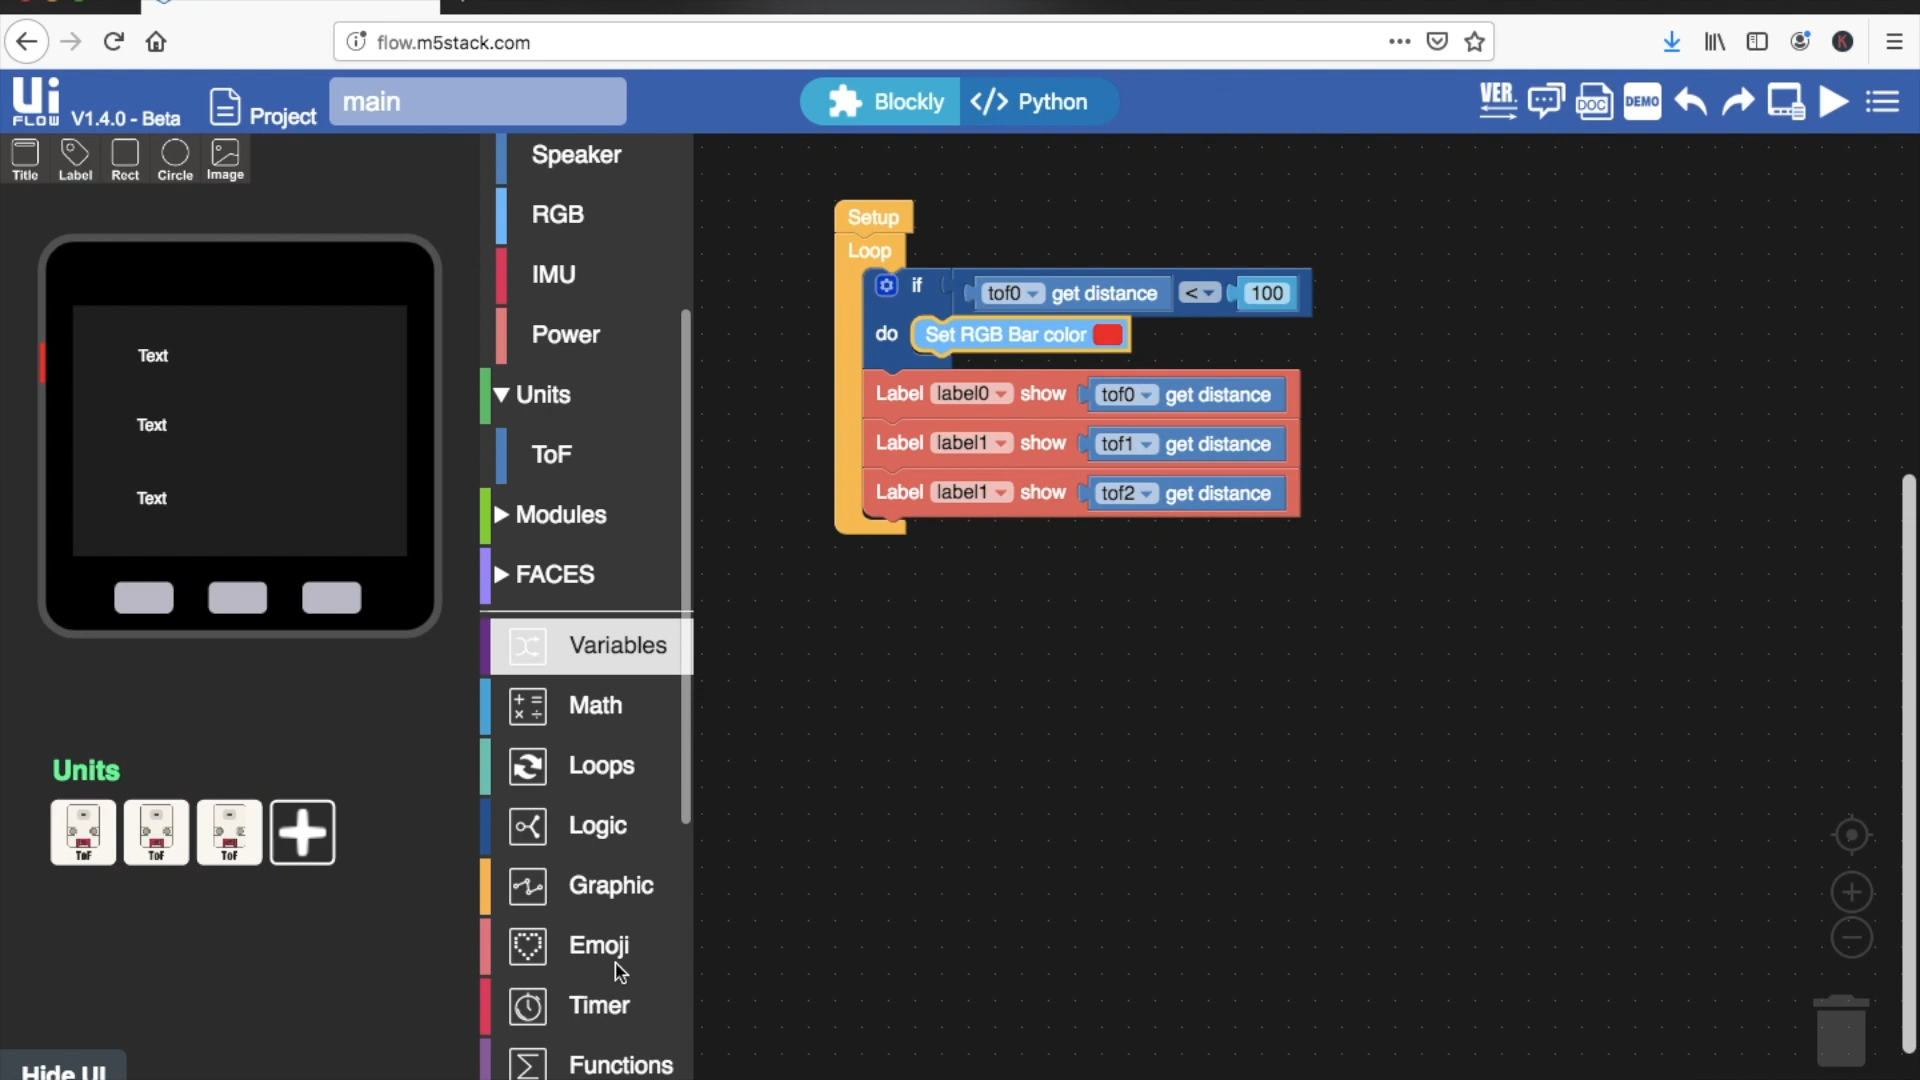 flow.m5stack.com
Ui
FLOW
V1.4.0 - Beta
Project
main
Blockly
</> Python
VER.
DOC
DEMO
Title
Label
Rect
Circle
Image
Text
Text
Text
Units
ToF
ToF
ToF
Hide UI
Speaker
RGB
IMU
Power
Units
ToF
Modules
FACES
Variables
Math
Loops
Logic
Graphic
Emoji
Timer
Functions
Setup
Loop
if tof0 get distance < 100
do Set RGB Bar color
Label label0 show tof0 get distance
Label label1 show tof1 get distance
Label label1 show tof2 get distance
K